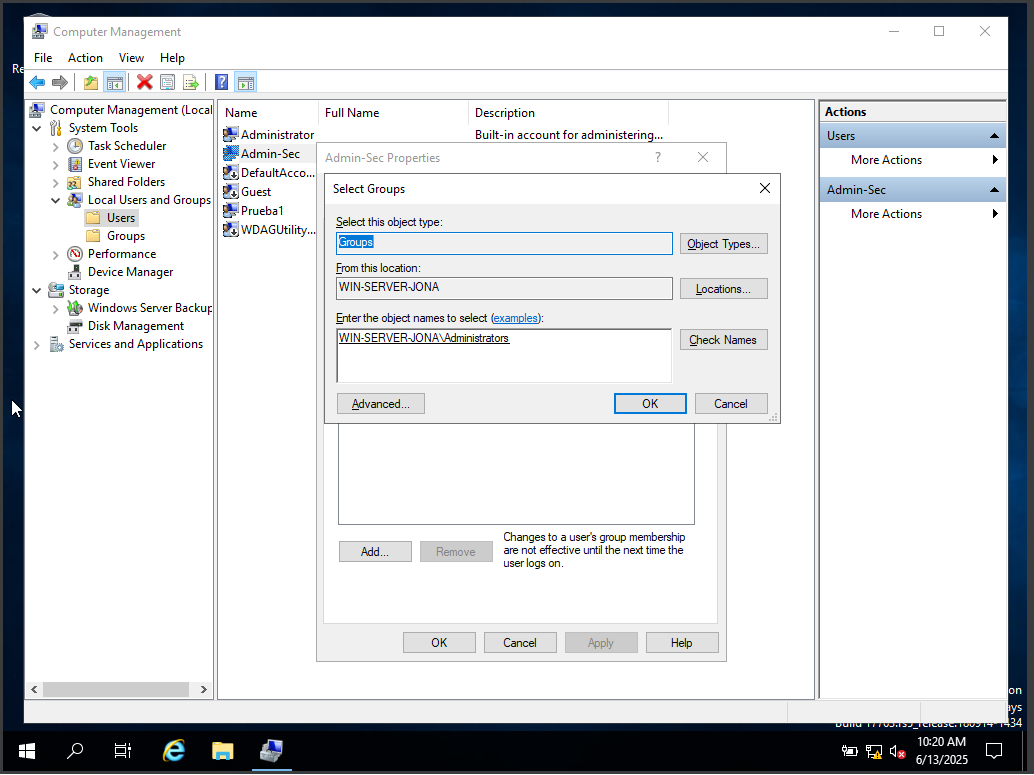 Re
Computer Management
File Action View Help
Computer Management (Local
System Tools
Task Scheduler
Event Viewer
Shared Folders
Local Users and Groups
Users
Groups
Performance
Device Manager
Storage
Windows Server Backup
Disk Management
Services and Applications
Name Full Name Description
Administrator Built-in account for administering...
Admin-Sec
DefaultAcco...
Guest
Prueba1
WDAGUtility...
Admin-Sec Properties
?
Select Groups
Select this object type:
Groups
Object Types...
From this location:
WIN-SERVER-JONA
Locations...
Enter the object names to select (examples):
WIN-SERVER-JONA\Administrators
Check Names
Advanced...
OK
Cancel
Add...
Remove
Changes to a user's group membership
are not effective until the next time the
user logs on.
OK
Cancel
Apply
Help
Actions
Users
More Actions
Admin-Sec
More Actions
on
ays
Build 17763.rs5_release.180914-1434
10:20 AM
6/13/2025